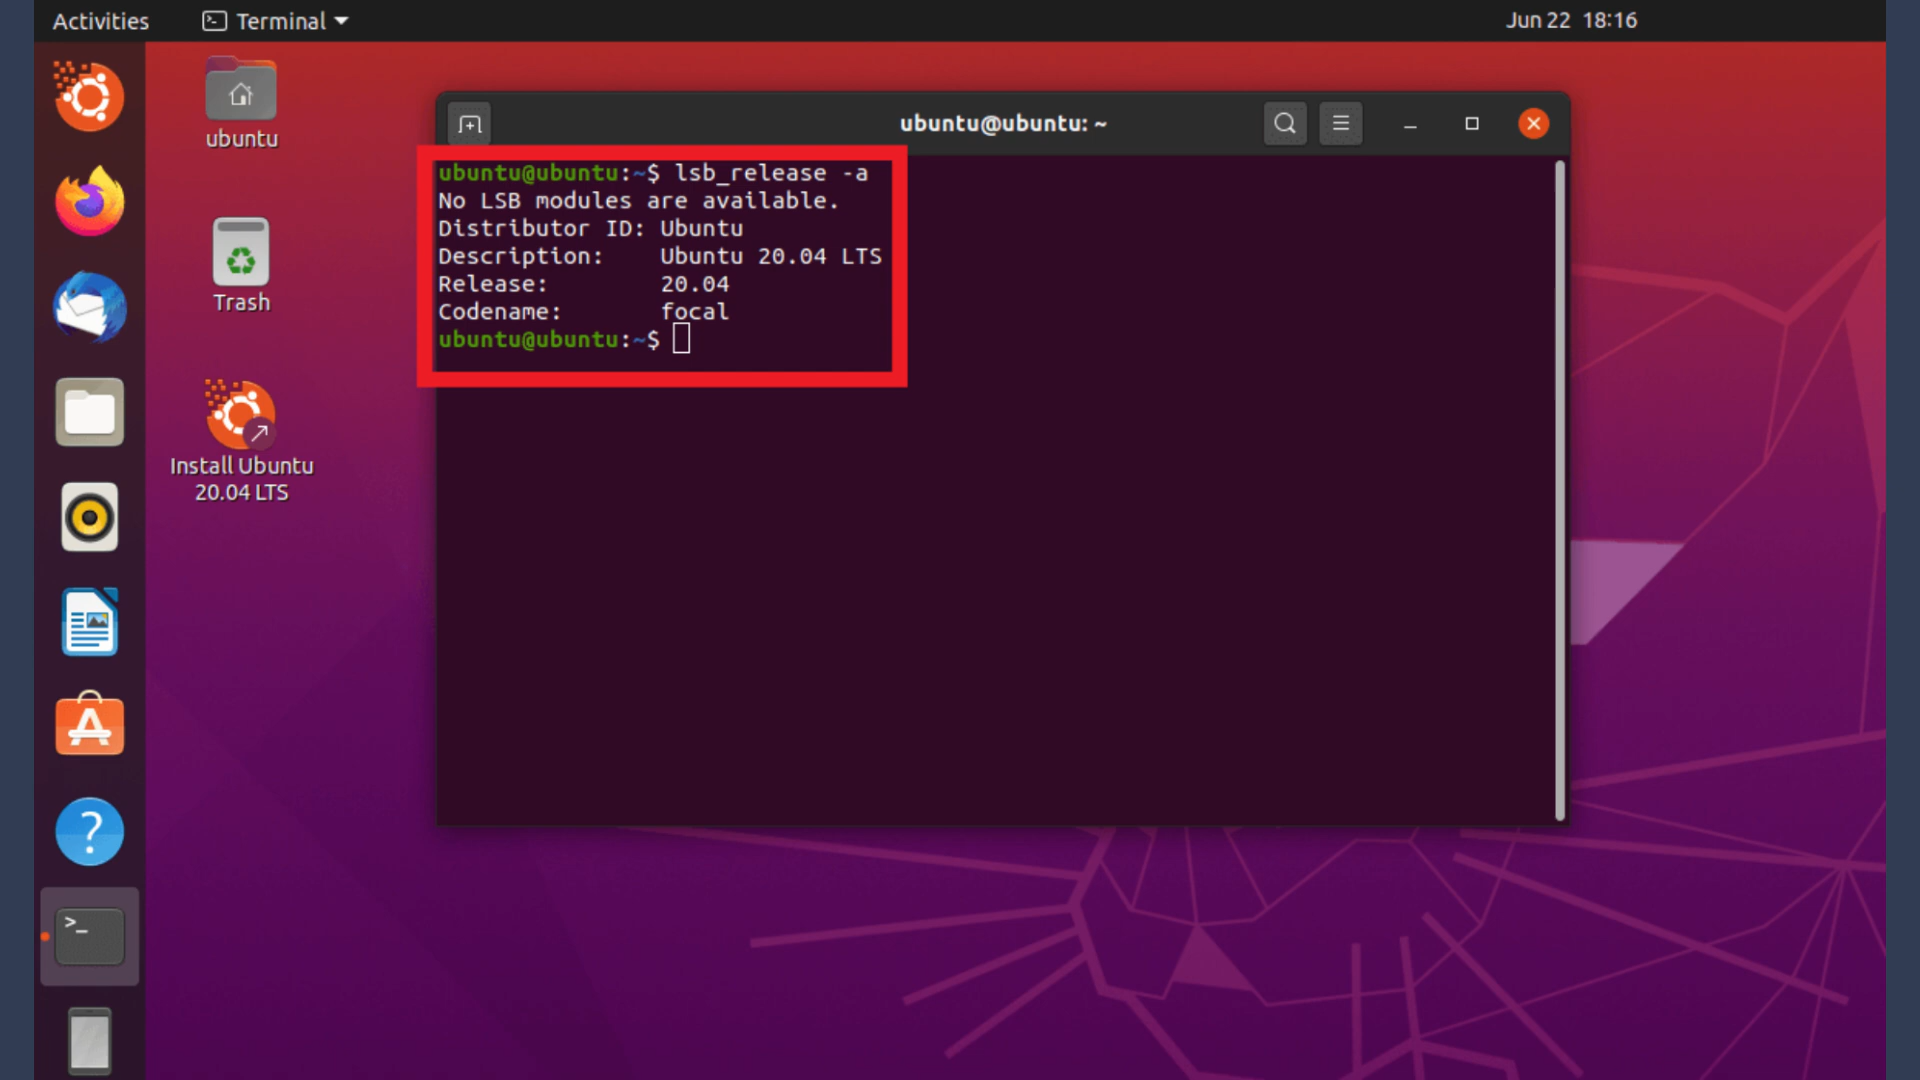 Activities
Terminal
Jun 22 18:16
ubuntu
Trash
Install Ubuntu
20.04 LTS
ubuntu@ubuntu: ~
ubuntu@ubuntu:~$ lsb_release -a
No LSB modules are available.
Distributor ID: Ubuntu
Description:    Ubuntu 20.04 LTS
Release:        20.04
Codename:       focal
ubuntu@ubuntu:~$